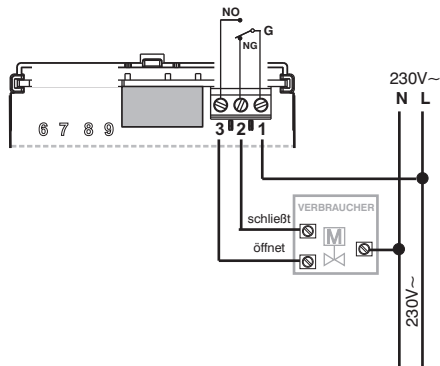 NO
G
NG
230V~
N L
6 7 8 9
3 2 1
VERBRAUCHER
schließt
M
öffnet
230V~